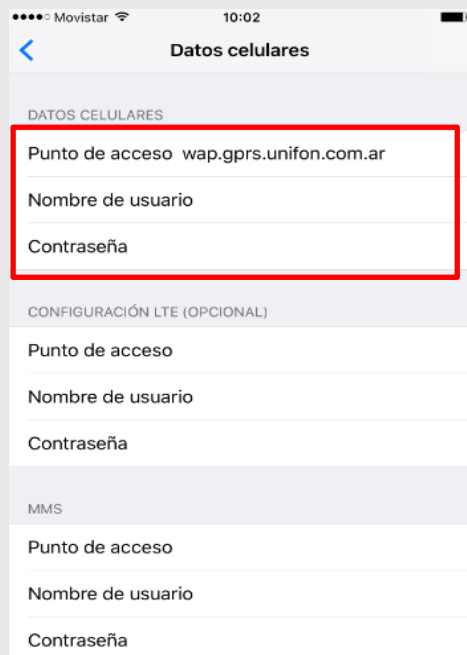 Movistar 10:02
Datos celulares
DATOS CELULARES
Punto de acceso wap.gprs.unifon.com.ar
Nombre de usuario
Contraseña
CONFIGURACIÓN LTE (OPCIONAL)
Punto de acceso
Nombre de usuario
Contraseña
MMS
Punto de acceso
Nombre de usuario
Contraseña